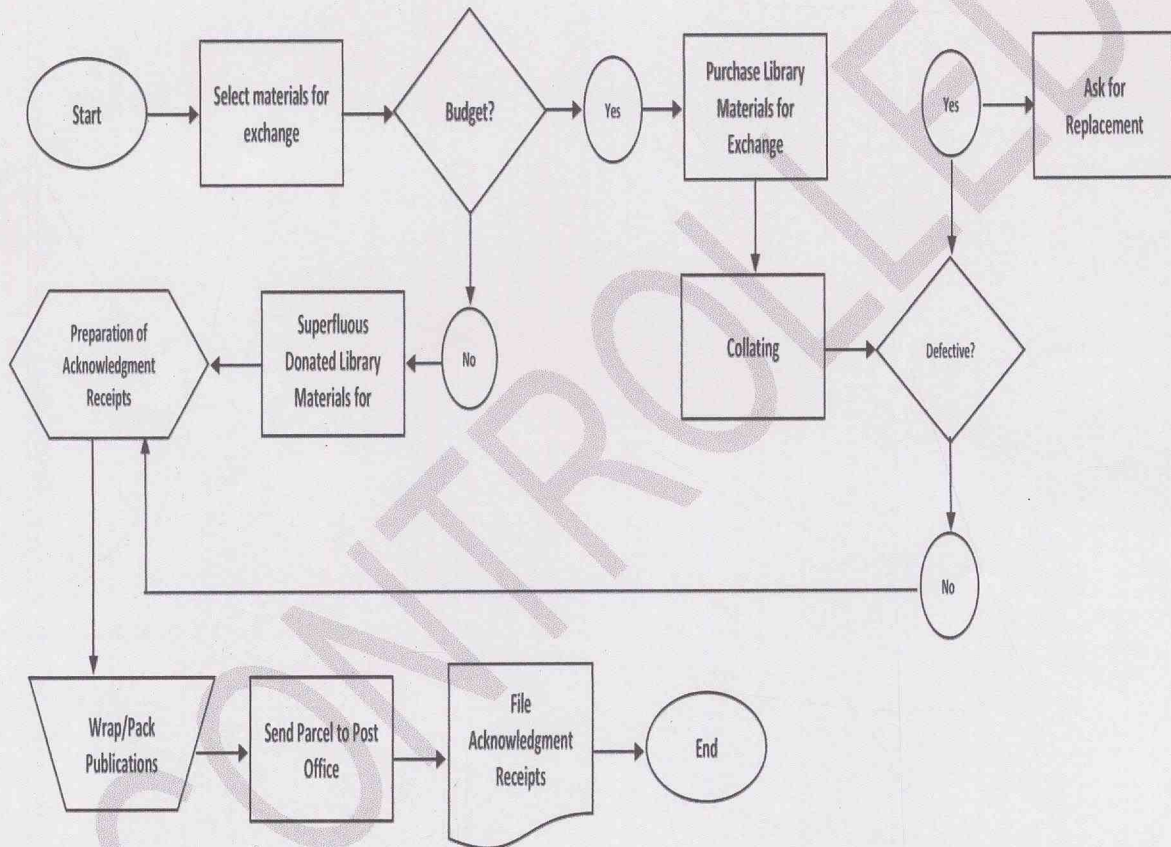 Start
Select materials for
exchange
Budget?
Yes
Purchase Library
Materials for
Exchange
Yes
Ask for
Replacement
Preparation of
Acknowledgment
Receipts
Superfluous
Donated Library
Materials for
No
Collating
Defective?
No
Wrap/Pack
Publications
Send Parcel to Post
Office
File
Acknowledgment
Receipts
End
CONTROLLED